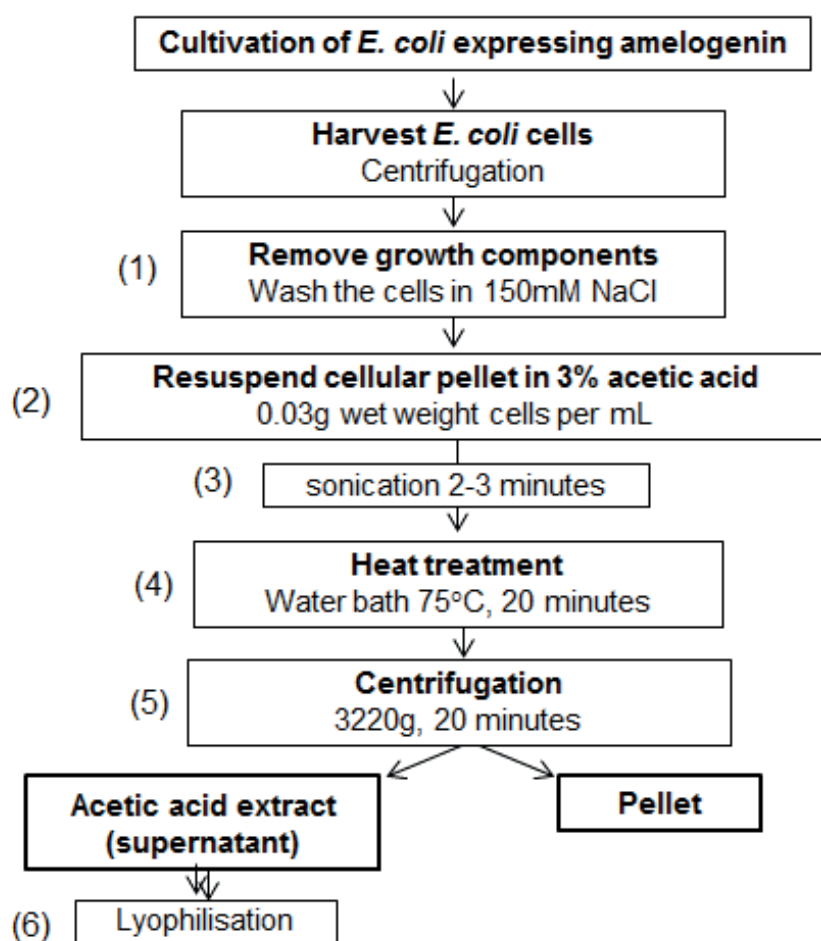 Cultivation of E. coli expressing amelogenin
Harvest E. coli cells
Centrifugation
(1)
Remove growth components
Wash the cells in 150mM NaCl
(2)
Resuspend cellular pellet in 3% acetic acid
0.03g wet weight cells per mL
(3)
sonication 2-3 minutes
(4)
Heat treatment
Water bath 75°C, 20 minutes
(5)
Centrifugation
3220g, 20 minutes
Acetic acid extract
(supernatant)
Pellet
(6)
Lyophilisation